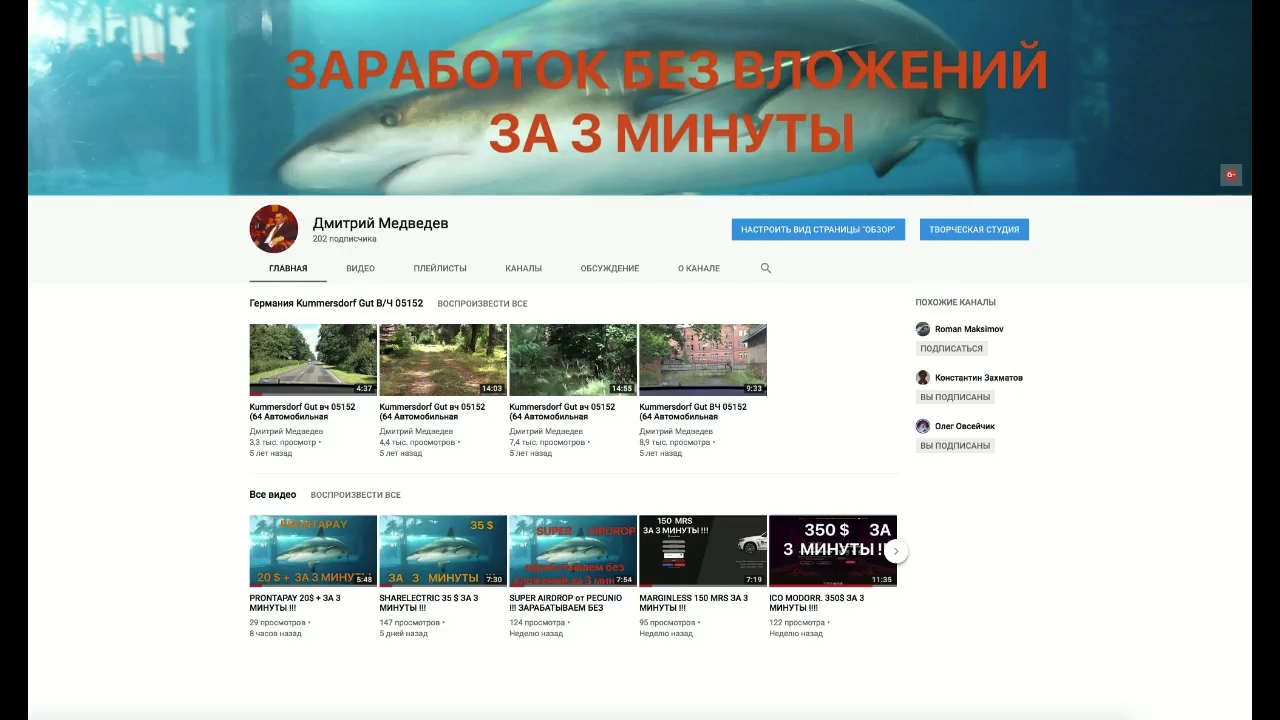 ЗАРАБОТОК БЕЗ ВЛОЖЕНИЙ
ЗА 3 МИНУТЫ
G+
Дмитрий Медведев
202 подписчика
НАСТРОИТЬ ВИД СТРАНИЦЫ "ОБЗОР"
ТВОРЧЕСКАЯ СТУДИЯ
ГЛАВНАЯ ВИДЕО ПЛЕЙЛИСТЫ КАНАЛЫ ОБСУЖДЕНИЕ О КАНАЛЕ
Германия Kummersdorf Gut В/Ч 05152 ВОСПРОИЗВЕСТИ ВСЕ
4:37
Kummersdorf Gut вч 05152
(64 Автомобильная
Дмитрий Медведев
3,3 тыс. просмотр •
5 лет назад
14:03
Kummersdorf Gut вч 05152
(64 Автомобильная
Дмитрий Медведев
4,4 тыс. просмотров •
5 лет назад
14:55
Kummersdorf Gut вч 05152
(64 Автомобильная
Дмитрий Медведев
7,4 тыс. просмотров •
5 лет назад
9:33
Kummersdorf Gut ВЧ 05152
(64 Автомобильная
Дмитрий Медведев
8,9 тыс. просмотра •
5 лет назад
ПОХОЖИЕ КАНАЛЫ
Roman Maksimov
ПОДПИСАТЬСЯ
Константин Захматов
ВЫ ПОДПИСАНЫ
Олег Овсейчик
ВЫ ПОДПИСАНЫ
Все видео ВОСПРОИЗВЕСТИ ВСЕ
PRONTAPAY
20 $ + ЗА 3 МИНУТЫ
5:48
PRONTAPAY 20$ + ЗА 3
МИНУТЫ !!!
29 просмотров •
8 часов назад
35 $
ЗА 3 МИНУТЫ
7:30
SHARELECTRIC 35 $ ЗА 3
МИНУТЫ !!!
147 просмотров •
5 дней назад
SUPER AIRDROP
зарабатываем без
вложений за 3 мин
7:54
SUPER AIRDROP от PECUNIO
!!! ЗАРАБАТЫВАЕМ БЕЗ
124 просмотра •
Неделю назад
150 MRS
ЗА 3 МИНУТЫ !!!
7:19
MARGINLESS 150 MRS ЗА 3
МИНУТЫ !!!
95 просмотров •
Неделю назад
350 $ ЗА
3 МИНУТЫ !!
11:35
ICO MODORR. 350$ ЗА 3
МИНУТЫ !!!!
122 просмотра •
Неделю назад